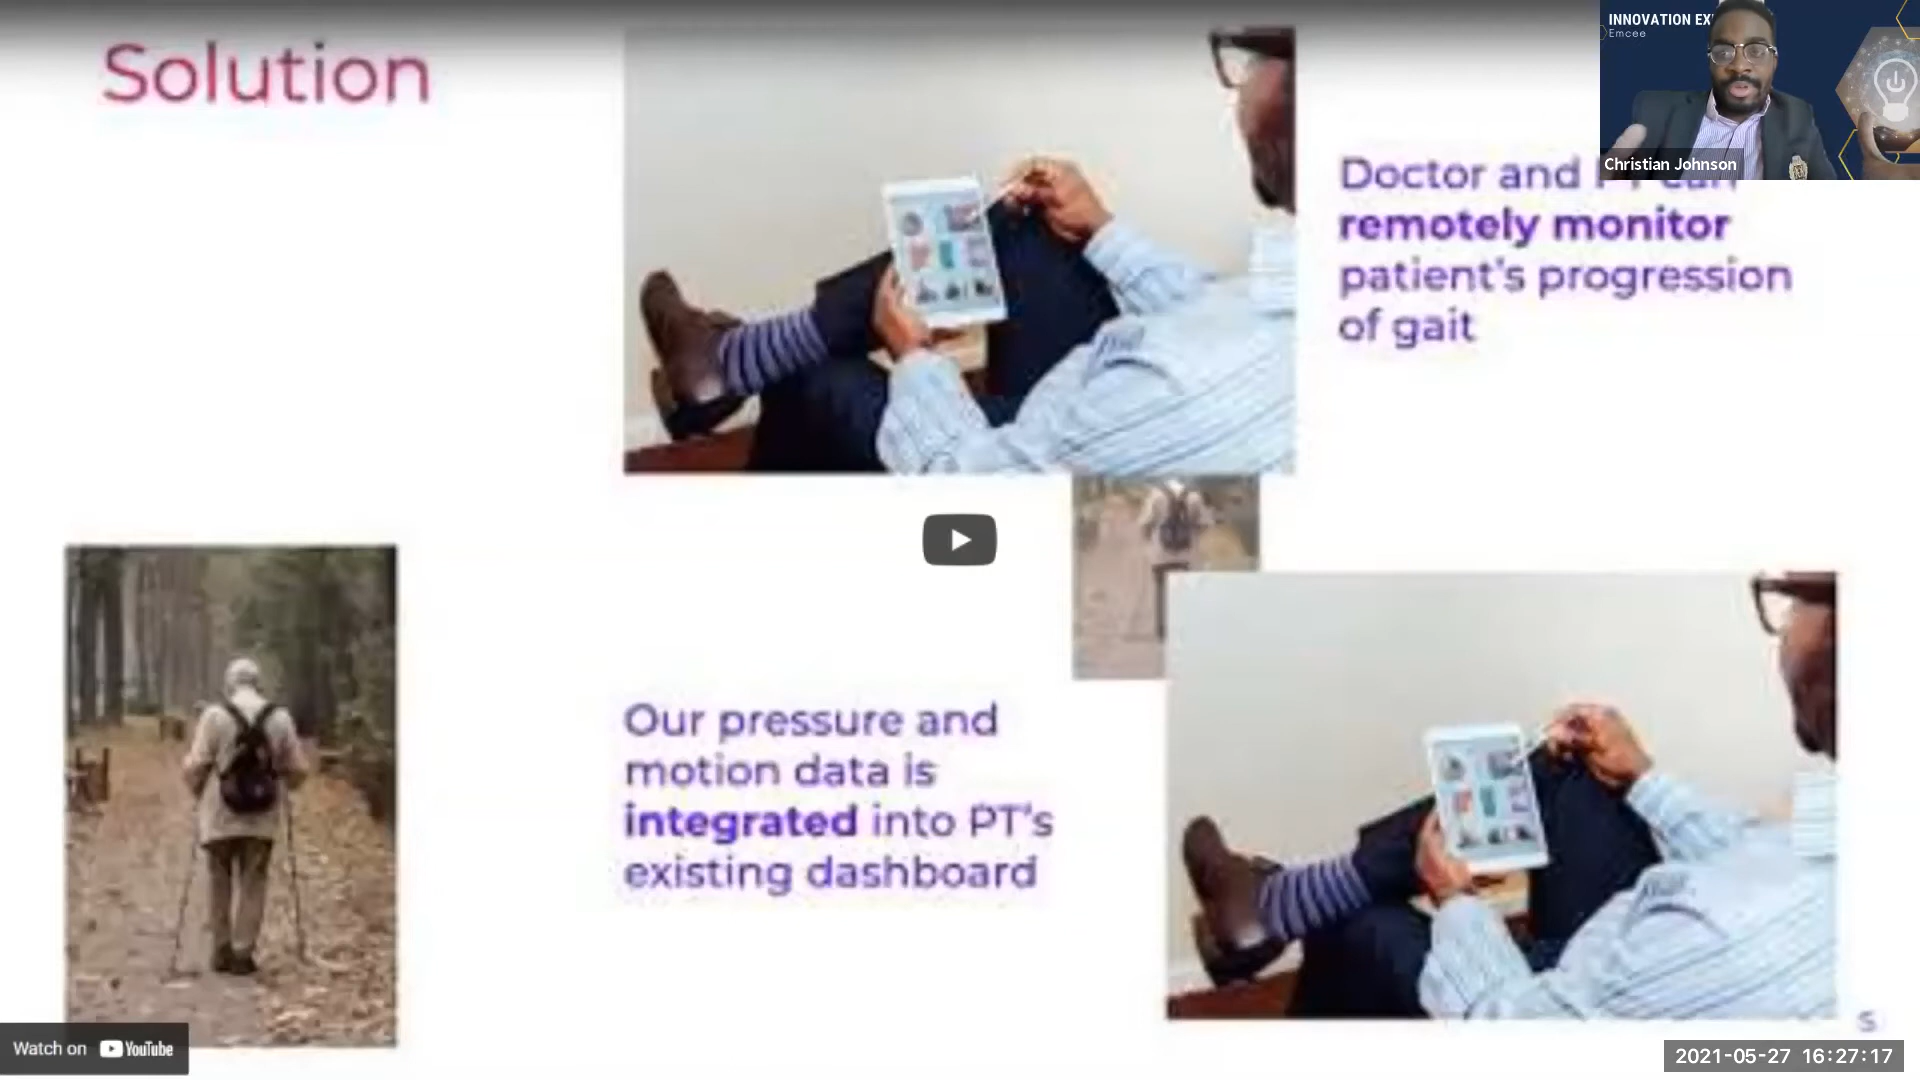 Solution
INNOVATION EX
Emcee
Christian Johnson
Doctor and PT can
remotely monitor
patient's progression
of gait
Our pressure and
motion data is
integrated into PT's
existing dashboard
Watch on YouTube
5
2021-05-27 16:27:17